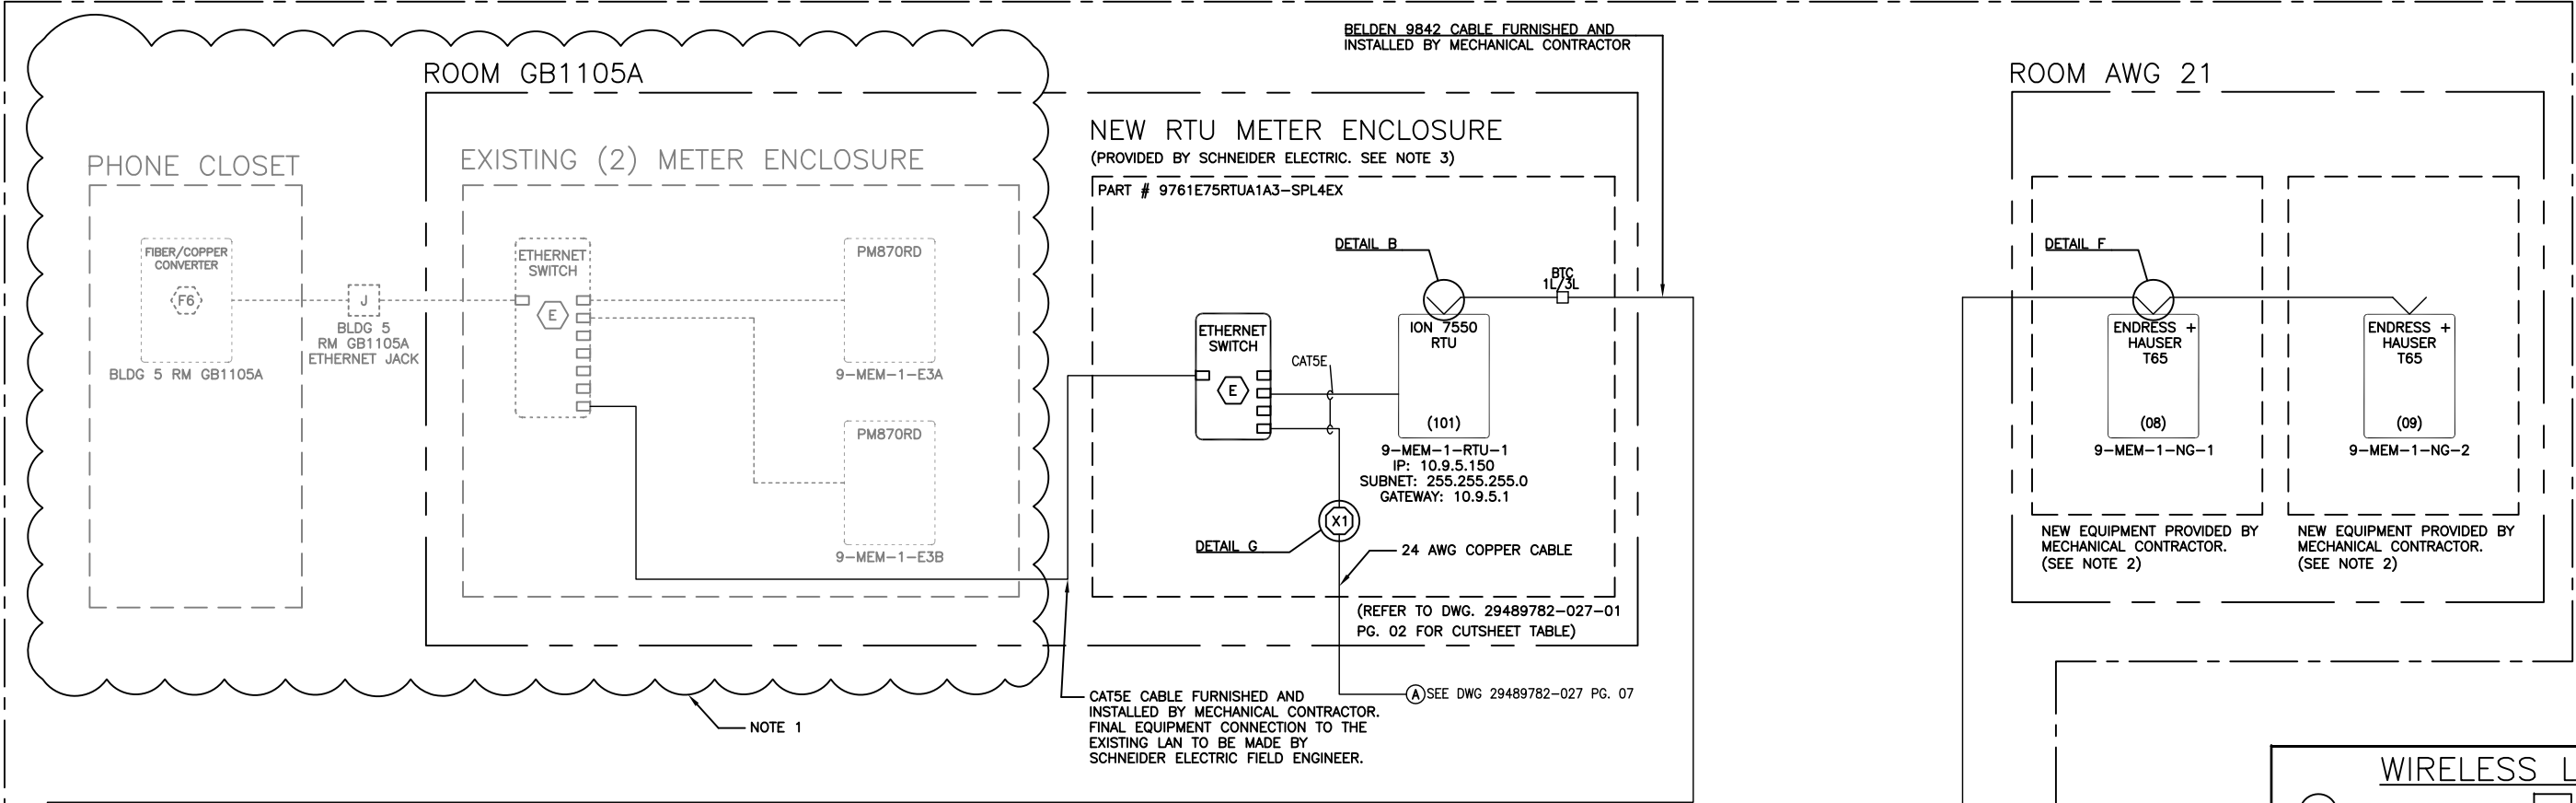 BELDEN 9842 CABLE FURNISHED AND
INSTALLED BY MECHANICAL CONTRACTOR
ROOM GB1105A
ROOM AWG 21
PHONE CLOSET
FIBER/COPPER
CONVERTER
F6
BLDG 5 RM GB1105A
J
BLDG 5
RM GB1105A
ETHERNET JACK
EXISTING (2) METER ENCLOSURE
ETHERNET
SWITCH
E
PM870RD
9-MEM-1-E3A
PM870RD
9-MEM-1-E3B
NEW RTU METER ENCLOSURE
(PROVIDED BY SCHNEIDER ELECTRIC. SEE NOTE 3)
PART # 9761E75RTUA1A3-SPL4EX
DETAIL B
BTC
1L/3L
ETHERNET
SWITCH
E
CAT5E
ION 7550
RTU
(101)
9-MEM-1-RTU-1
IP: 10.9.5.150
SUBNET: 255.255.255.0
GATEWAY: 10.9.5.1
X1
DETAIL G
24 AWG COPPER CABLE
(REFER TO DWG. 29489782-027-01
PG. 02 FOR CUTSHEET TABLE)
A SEE DWG 29489782-027 PG. 07
CAT5E CABLE FURNISHED AND
INSTALLED BY MECHANICAL CONTRACTOR.
FINAL EQUIPMENT CONNECTION TO THE
EXISTING LAN TO BE MADE BY
SCHNEIDER ELECTRIC FIELD ENGINEER.
NOTE 1
DETAIL F
ENDRESS +
HAUSER
T65
(08)
9-MEM-1-NG-1
NEW EQUIPMENT PROVIDED BY
MECHANICAL CONTRACTOR.
(SEE NOTE 2)
ENDRESS +
HAUSER
T65
(09)
9-MEM-1-NG-2
NEW EQUIPMENT PROVIDED BY
MECHANICAL CONTRACTOR.
(SEE NOTE 2)
WIRELESS L